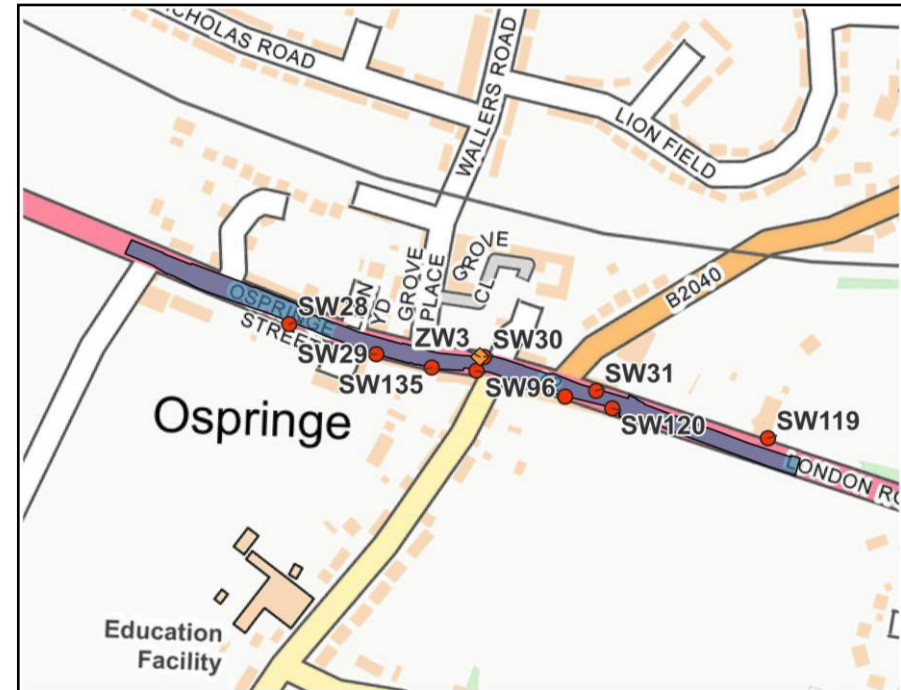 CHOLAS ROAD
WALLERS ROAD
LION FIELD
GROVE
PLACE
GROVE
CL
B2040
OSPRINGE
STREET
YD
SW28
ZW3
SW30
SW29
SW135
SW96
SW31
SW120
SW119
LONDON RO
Ospringe
Education
Facility